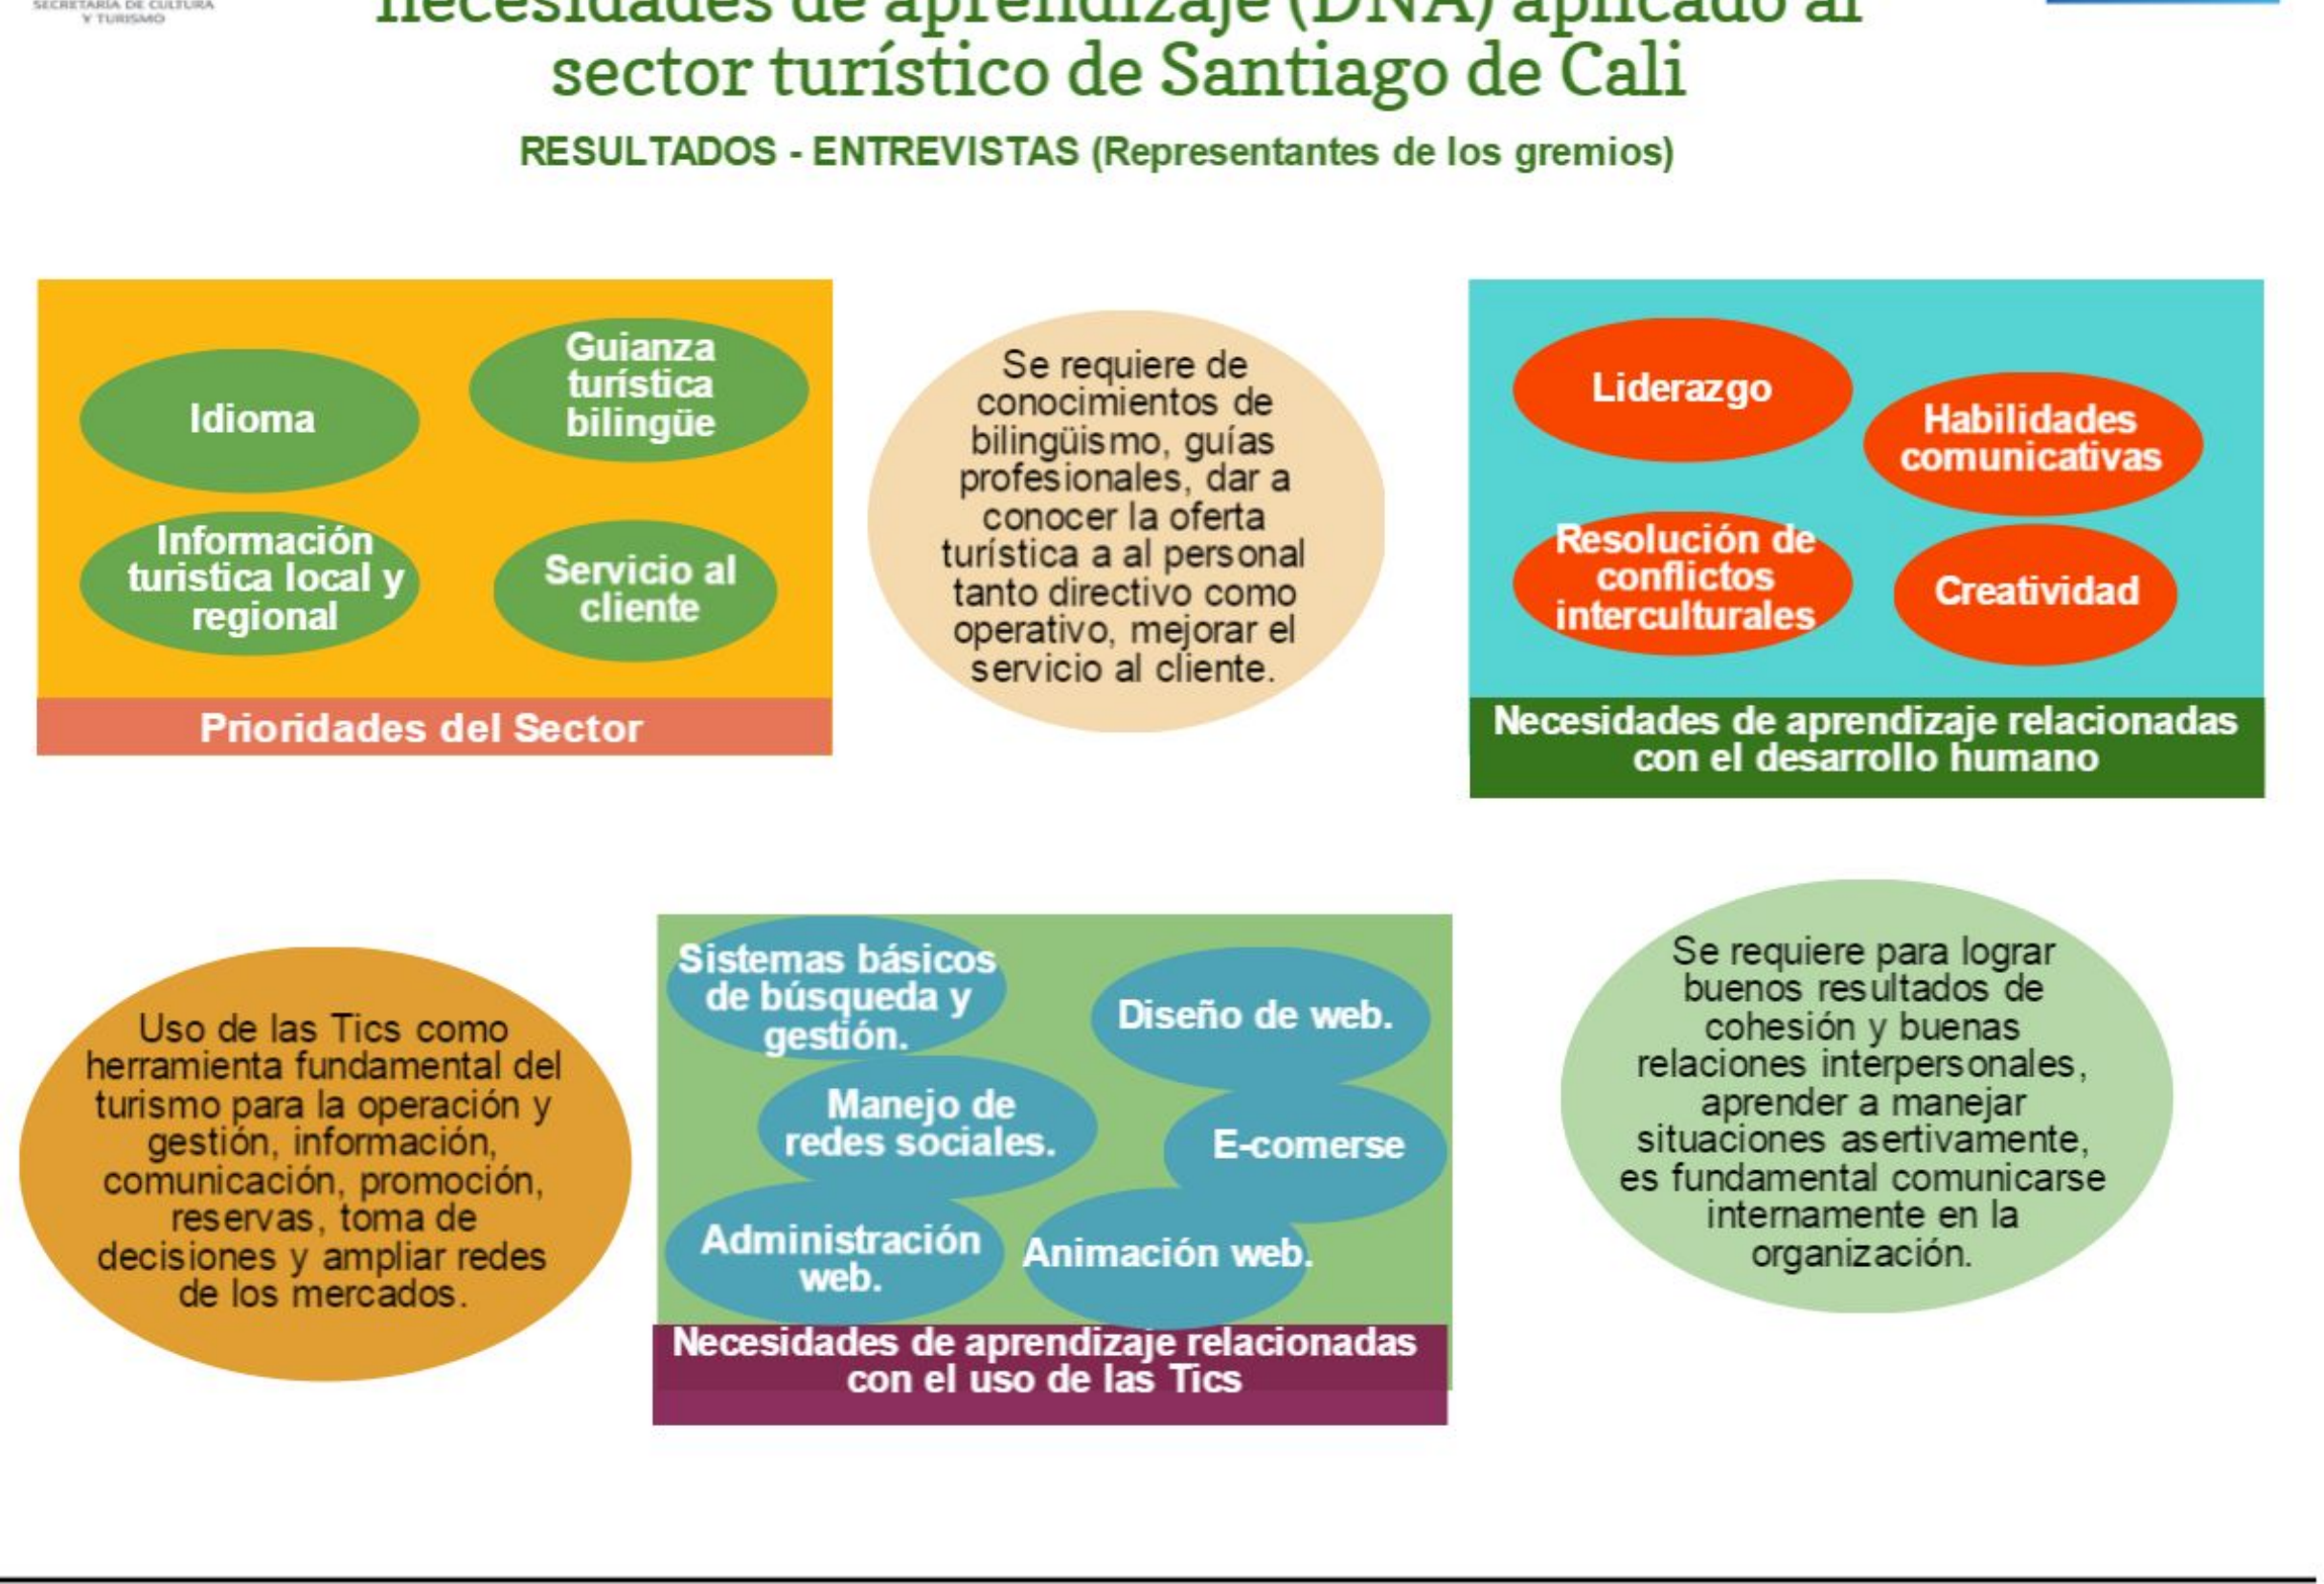 SECRETARÍA DE CULTURA
Y TURISMO
necesidades de aprendizaje (DNA) aplicado al
sector turístico de Santiago de Cali
RESULTADOS - ENTREVISTAS (Representantes de los gremios)
Idioma
Guianza
turística
bilingüe
Información
turistica local y
regional
Servicio al
cliente
Prioridades del Sector
Se requiere de
conocimientos de
bilingüismo, guías
profesionales, dar a
conocer la oferta
turística a al personal
tanto directivo como
operativo, mejorar el
servicio al cliente.
Liderazgo
Habilidades
comunicativas
Resolución de
conflictos
interculturales
Creatividad
Necesidades de aprendizaje relacionadas
con el desarrollo humano
Uso de las Tics como
herramienta fundamental del
turismo para la operación y
gestión, información,
comunicación, promoción,
reservas, toma de
decisiones y ampliar redes
de los mercados.
Sistemas básicos
de búsqueda y
gestión.
Diseño de web.
Manejo de
redes sociales.
E-comerse
Administración
web.
Animación web.
Necesidades de aprendizaje relacionadas
con el uso de las Tics
Se requiere para lograr
buenos resultados de
cohesión y buenas
relaciones interpersonales,
aprender a manejar
situaciones asertivamente,
es fundamental comunicarse
internamente en la
organización.